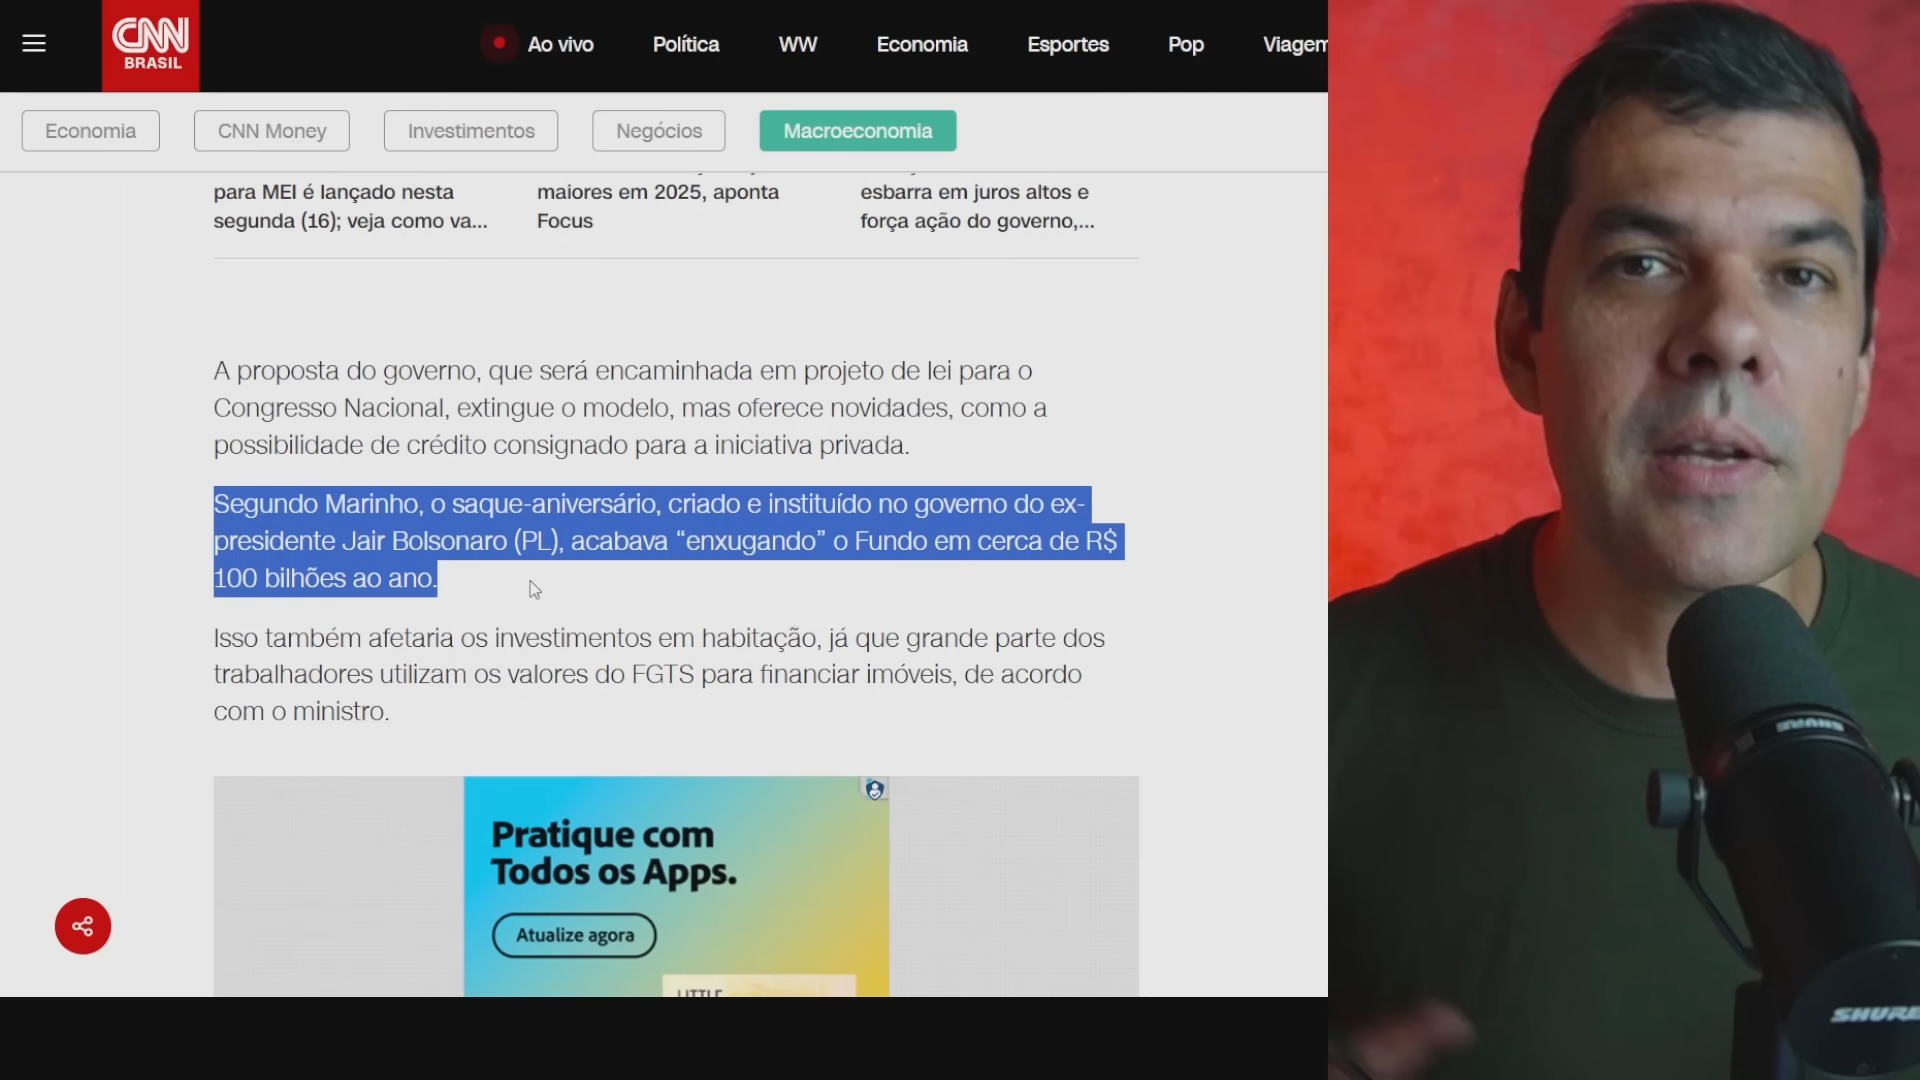 CNN
BRASIL
Ao vivo
Política
WW
Economia
Esportes
Pop
Viagem
Economia
CNN Money
Investimentos
Negócios
Macroeconomia
para MEI é lançado nesta
segunda (16); veja como va...
maiores em 2025, aponta
Focus
esbarra em juros altos e
força ação do governo,...
A proposta do governo, que será encaminhada em projeto de lei para o
Congresso Nacional, extingue o modelo, mas oferece novidades, como a
possibilidade de crédito consignado para a iniciativa privada.
Segundo Marinho, o saque-aniversário, criado e instituído no governo do ex-
presidente Jair Bolsonaro (PL), acabava “enxugando” o Fundo em cerca de R$
100 bilhões ao ano.
Isso também afetaria os investimentos em habitação, já que grande parte dos
trabalhadores utilizam os valores do FGTS para financiar imóveis, de acordo
com o ministro.
Pratique com
Todos os Apps.
Atualize agora
LITTLE
SHURE
SHURE